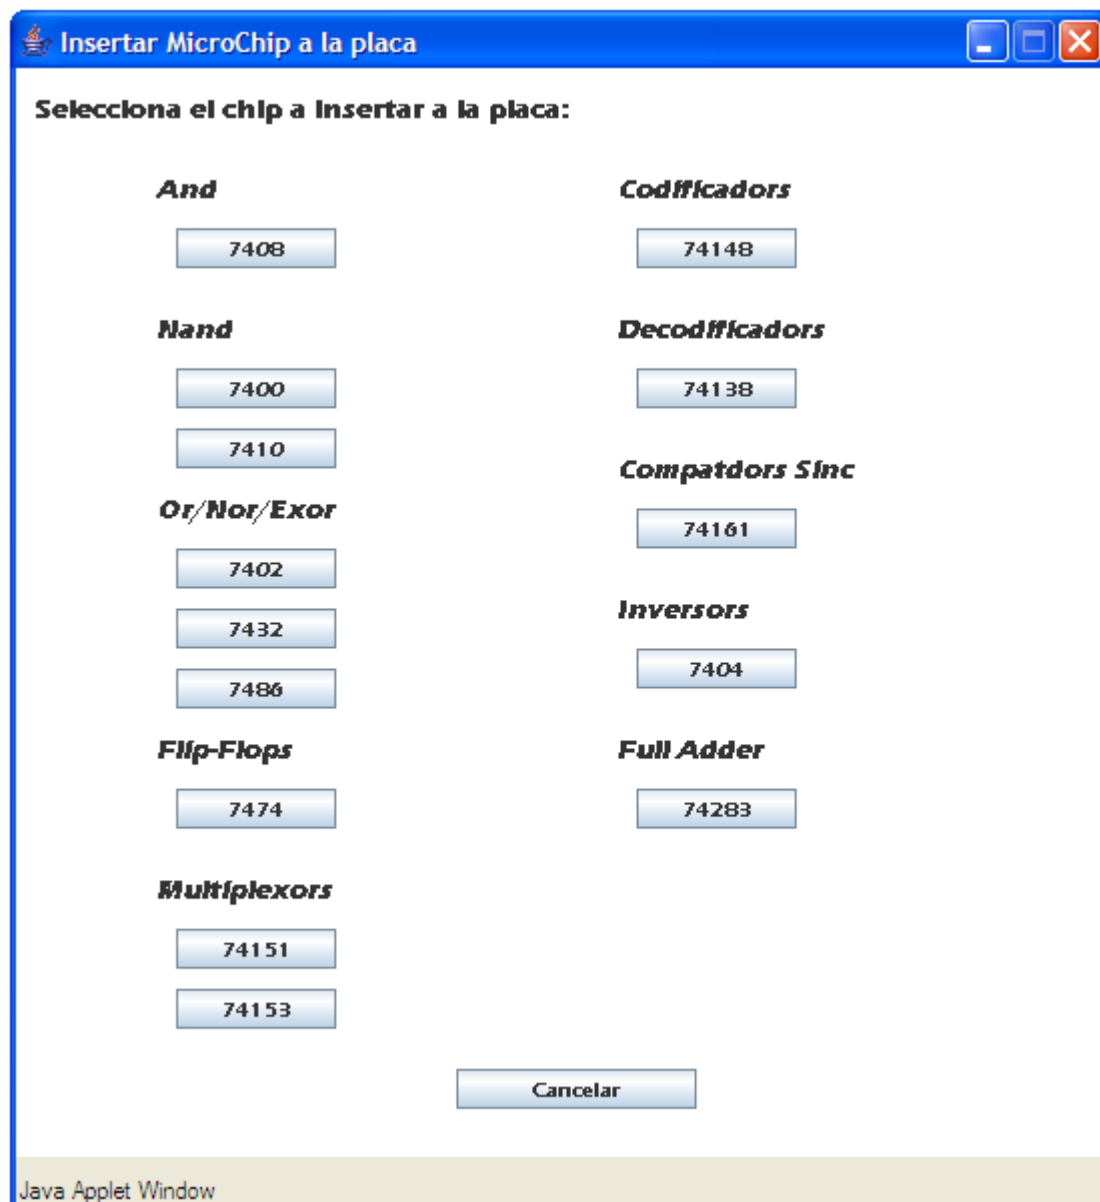 Insertar MicroChip a la placa
Selecciona el chip a insertar a la placa:
And
7408
Nand
7400
7410
Or/Nor/Exor
7402
7432
7486
Flip-Flops
7474
Multiplexors
74151
74153
Codificadors
74148
Decodificadors
74138
Compatdors Sinc
74161
Inversors
7404
Full Adder
74283
Cancelar
Java Applet Window